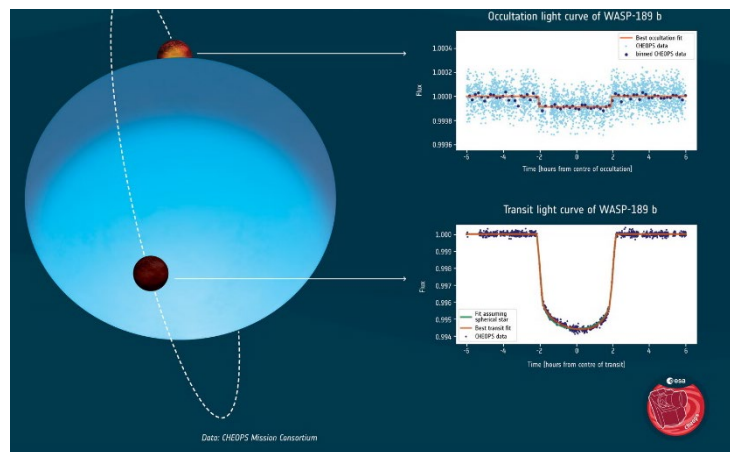 Occultation light curve of WASP-189 b
1.0004
1.0002
1.0000
0.9998
0.9996
Flux
Best occultation fit
CHEOPS data
binned CHEOPS data
-6 -4 -2 0 2 4 6
Time [hours from centre of occultation]
Transit light curve of WASP-189 b
1.000
0.999
0.998
0.997
0.996
0.995
0.994
Flux
Fit assuming
spherical star
Best transit fit
CHEOPS data
-6 -4 -2 0 2 4 6
Time [hours from centre of transit]
esa
cheops
Data: CHEOPS Mission Consortium